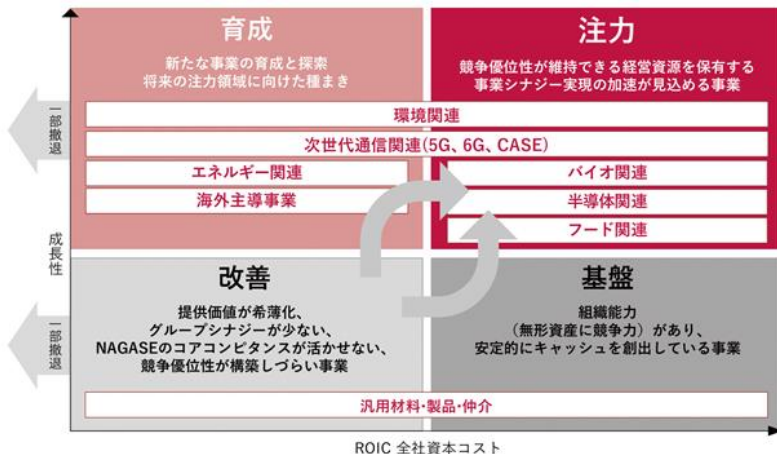 育成
新たな事業の育成と探索
将来の注力領域に向けた種まき
注力
競争優位性が維持できる経営資源を保有する
事業シナジー実現の加速が見込める事業
一部撤退
環境関連
次世代通信関連(5G、6G、CASE)
エネルギー関連
バイオ関連
海外主導事業
半導体関連
フード関連
成長性
改善
提供価値が希薄化、
グループシナジーが少ない、
NAGASEのコアコンピタンスが活かせない、
競争優位性が構築しづらい事業
基盤
組織能力
(無形資産に競争力)があり、
安定的にキャッシュを創出している事業
一部撤退
汎用材料・製品・仲介
ROIC 全社資本コスト